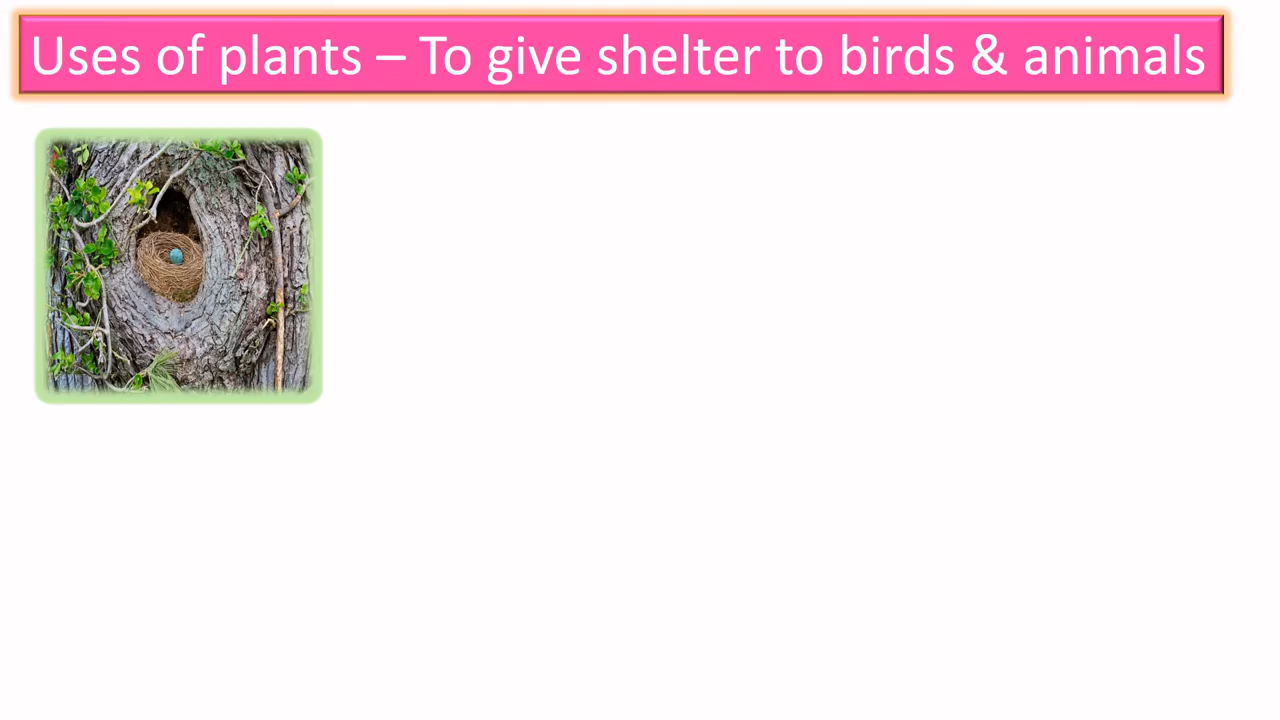 Uses of plants – To give shelter to birds & animals